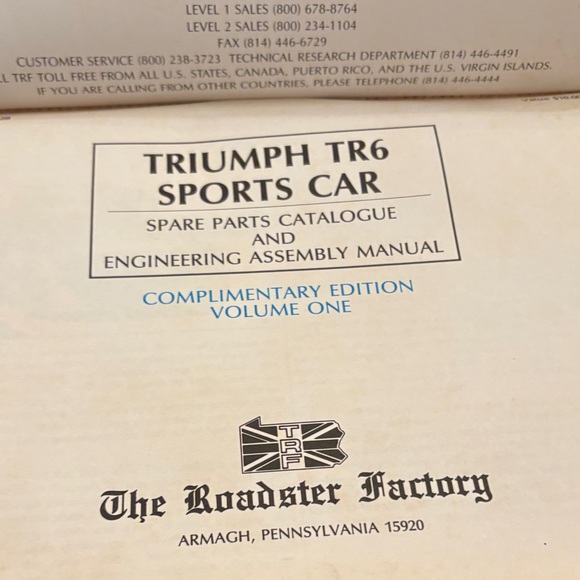 LEVEL 1 SALES (800) 678-8764
LEVEL 2 SALES (800) 234-1104
FAX (814) 446-6729
CUSTOMER SERVICE (800) 238-3723 TECHNICAL RESEARCH DEPARTMENT (814) 446-4491
TRF TOLL FREE FROM ALL U.S. STATES, CANADA, PUERTO RICO, AND THE U.S. VIRGIN ISLANDS.
IF YOU ARE CALLING FROM OTHER COUNTRIES, PLEASE TELEPHONE (814) 446-4444
TRIUMPH TR6
SPORTS CAR
SPARE PARTS CATALOGUE
AND
ENGINEERING ASSEMBLY MANUAL
COMPLIMENTARY EDITION
VOLUME ONE
TRF
The Roadster Factory
ARMAGH, PENNSYLVANIA 15920